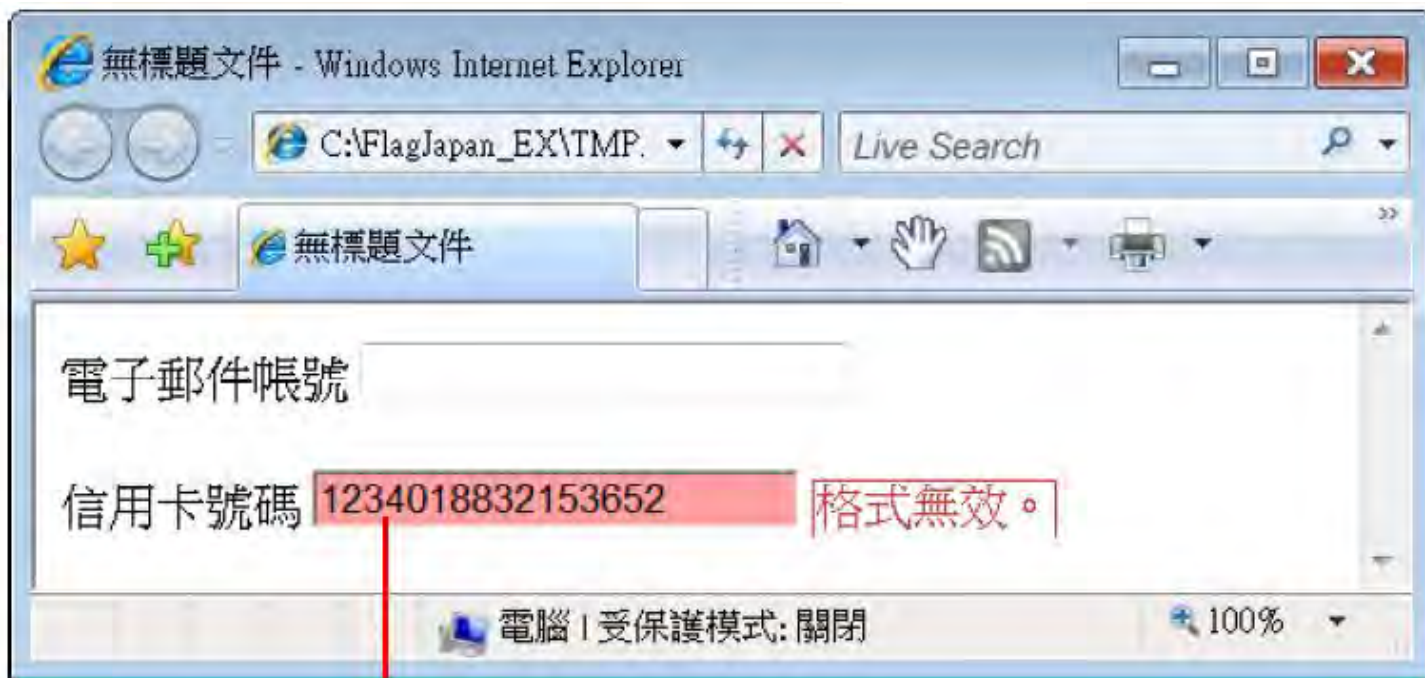 無標題文件 - Windows Internet Explorer
C:\FlagJapan_EX\TMP. Live Search
無標題文件
電子郵件帳號
信用卡號碼 1234018832153652 格式無效。
電腦 | 受保護模式: 關閉 100%